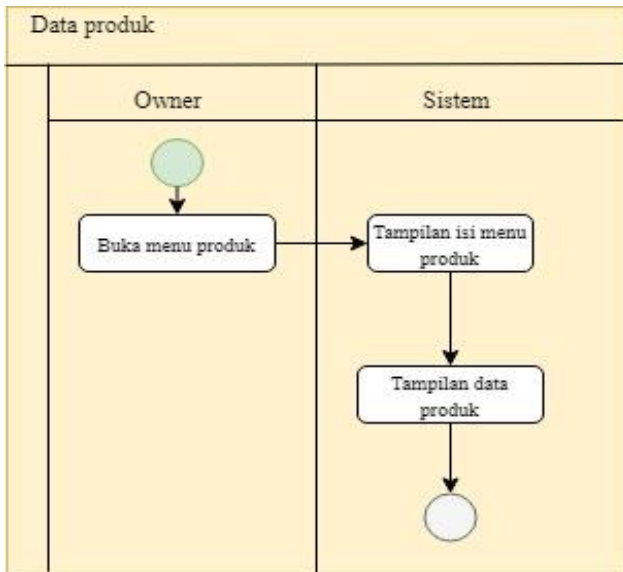 Data produk
Owner
Sistem
Buka menu produk
Tampilan isi menu
produk
Tampilan data
produk